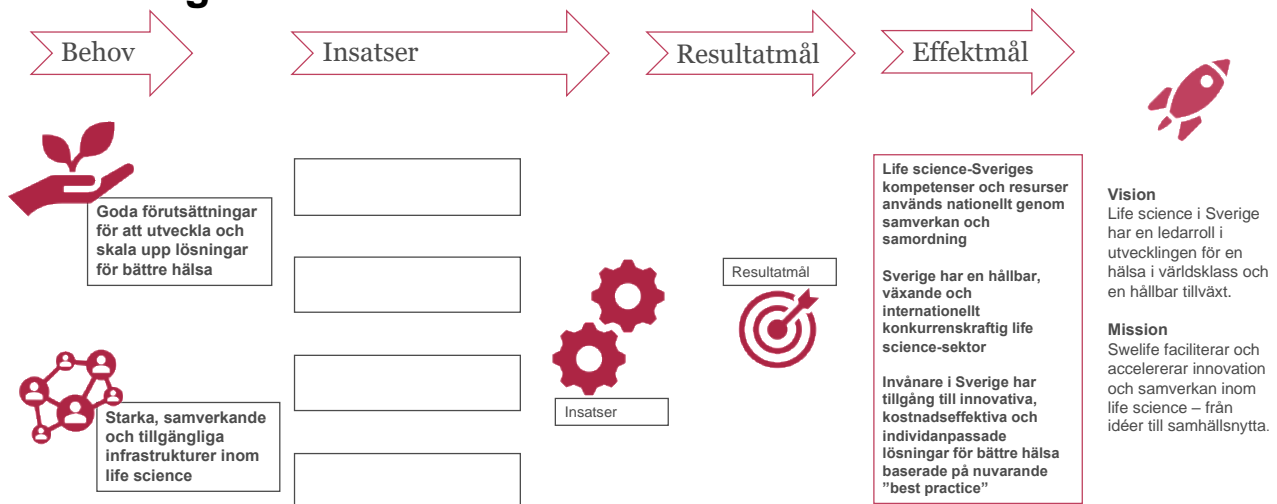 Behov
Insatser
Resultatmål
Effektmål
Goda förutsättningar
för att utveckla och
skala upp lösningar
för bättre hälsa
Starka, samverkande
och tillgängliga
infrastrukturer inom
life science
Insatser
Resultatmål
Life science-Sveriges
kompetenser och resurser
används nationellt genom
samverkan och
samordning
Sverige har en hållbar,
växande och
internationellt
konkurrenskraftig life
science-sektor
Invånare i Sverige har
tillgång till innovativa,
kostnadseffektiva och
individanpassade
lösningar för bättre hälsa
baserade på nuvarande
”best practice”
Vision
Life science i Sverige
har en ledarroll i
utvecklingen för en
hälsa i världsklass och
en hållbar tillväxt.
Mission
Swelife faciliterar och
accelererar innovation
och samverkan inom
life science – från
idéer till samhällsnytta.